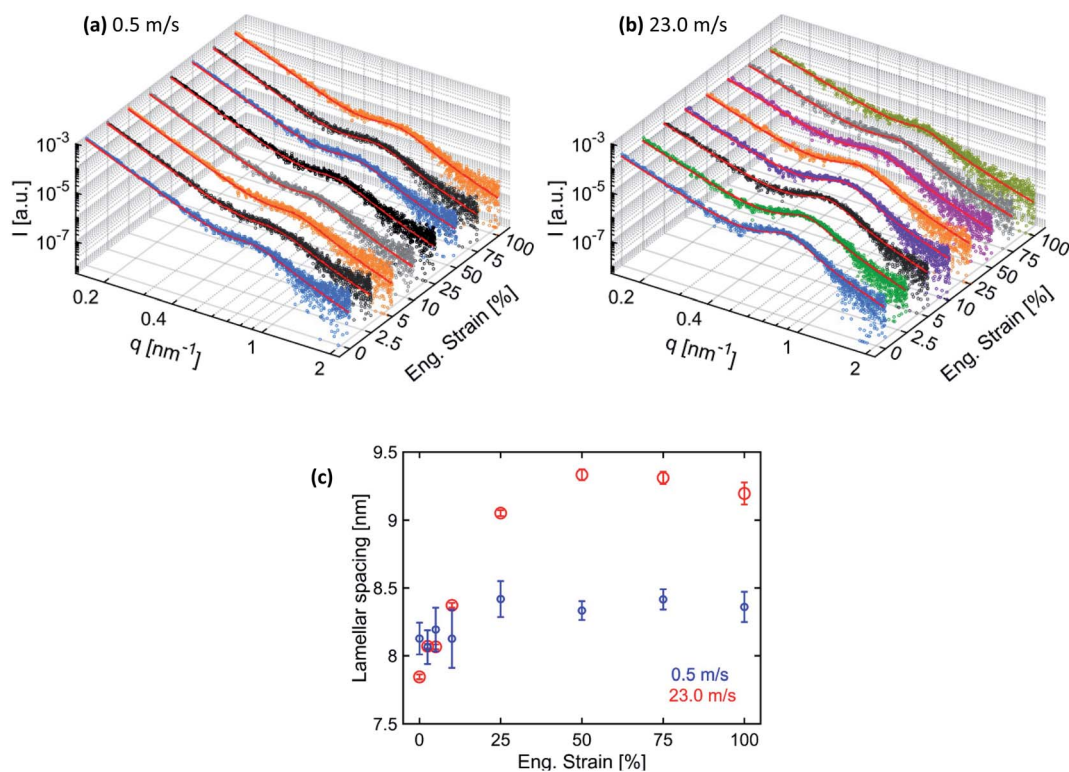 (a) 0.5 m/s
(b) 23.0 m/s
10⁻³
10⁻⁵
10⁻⁷
I [a.u.]
0.2
0.4
1
2
q [nm⁻¹]
0
2.5
5
10
25
50
75
100
Eng. Strain [%]
10⁻³
10⁻⁵
10⁻⁷
I [a.u.]
0.2
0.4
1
2
q [nm⁻¹]
0
2.5
5
10
25
50
75
100
Eng. Strain [%]
(c)
9.5
9
8.5
8
7.5
Lamellar spacing [nm]
0.5 m/s
23.0 m/s
0 25 50 75 100
Eng. Strain [%]